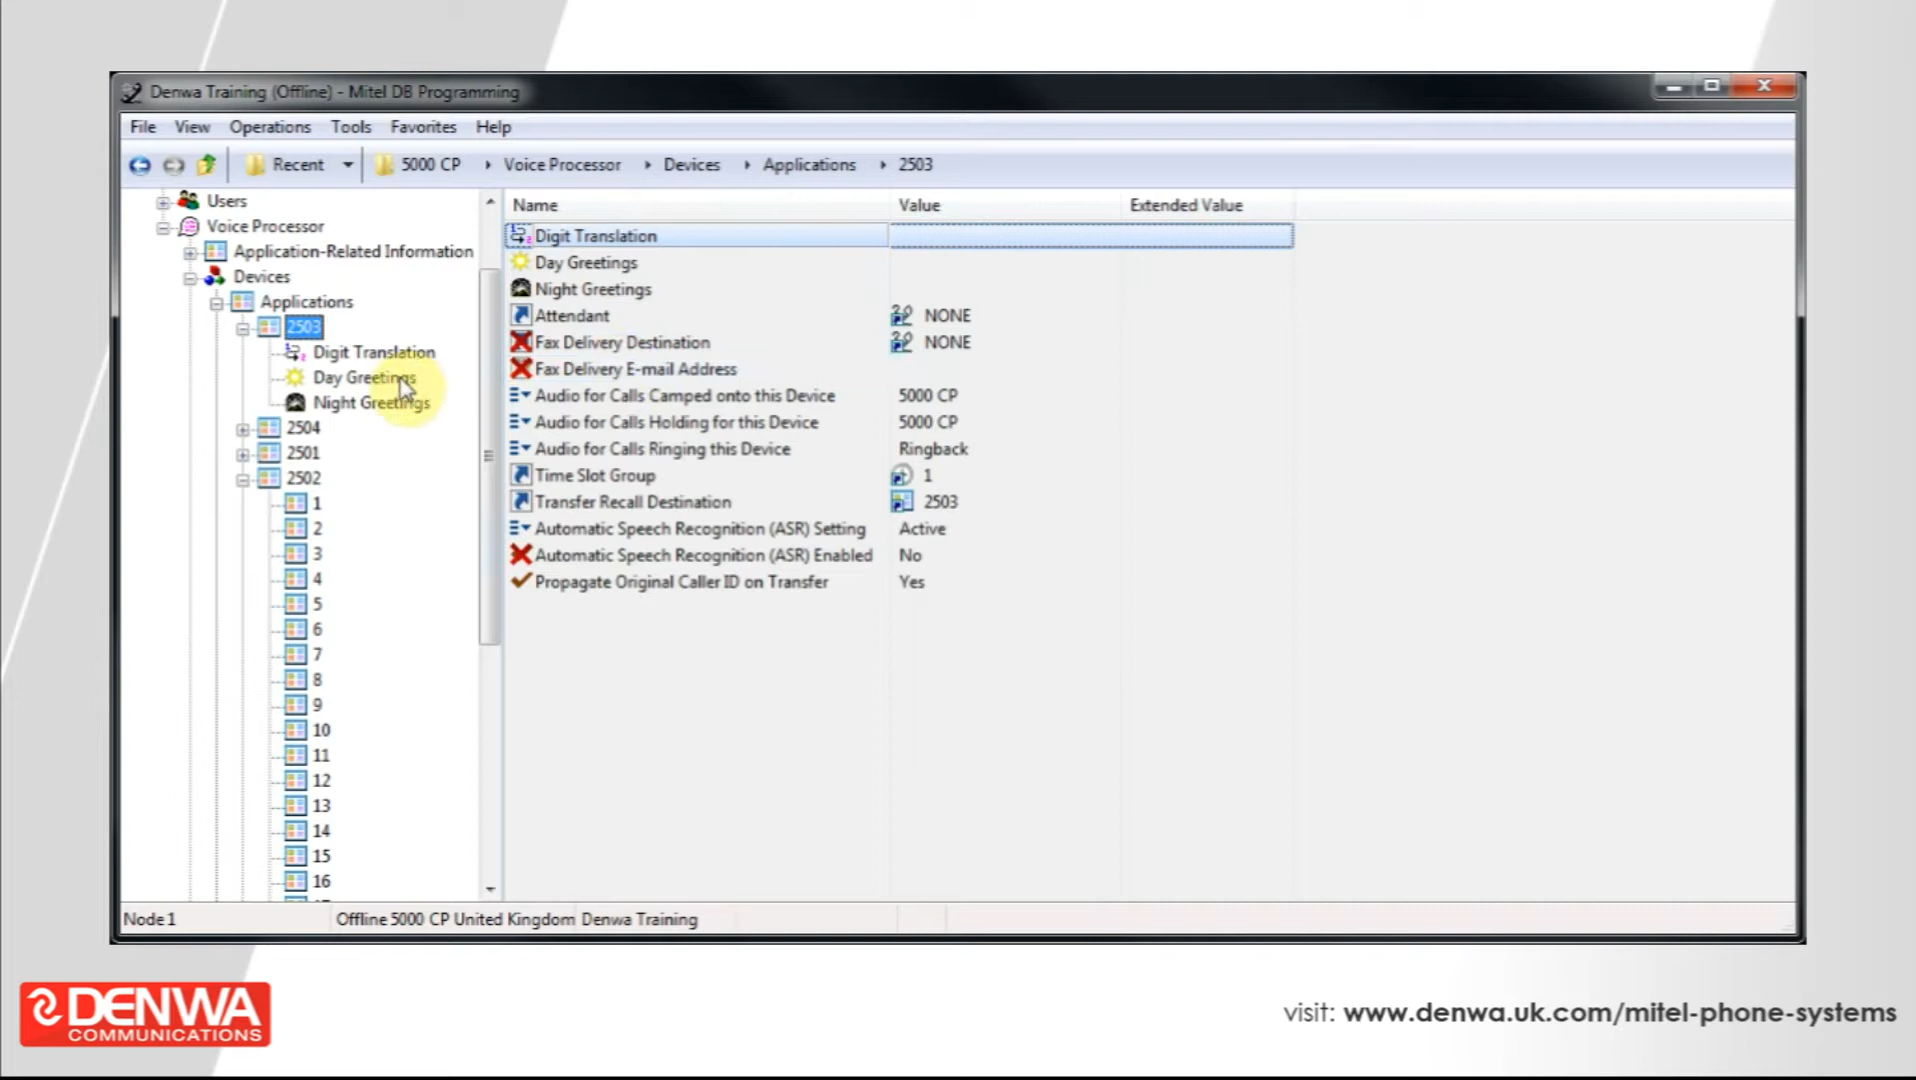 Denwa Training (Offline) - Mitel DB Programming
File View Operations Tools Favorites Help
Recent 5000 CP Voice Processor Devices Applications 2503
Users
Voice Processor
Application-Related Information
Devices
Applications
2503
Digit Translation
Day Greetings
Night Greetings
2504
2501
2502
1
2
3
4
5
6
7
8
9
10
11
12
13
14
15
16
Name Value Extended Value
Digit Translation
Day Greetings
Night Greetings
Attendant NONE
Fax Delivery Destination NONE
Fax Delivery E-mail Address
Audio for Calls Camped onto this Device 5000 CP
Audio for Calls Holding for this Device 5000 CP
Audio for Calls Ringing this Device Ringback
Time Slot Group 1
Transfer Recall Destination 2503
Automatic Speech Recognition (ASR) Setting Active
Automatic Speech Recognition (ASR) Enabled No
Propagate Original Caller ID on Transfer Yes
Node 1 Offline 5000 CP United Kingdom Denwa Training
DENWA
COMMUNICATIONS
visit: www.denwa.uk.com/mitel-phone-systems